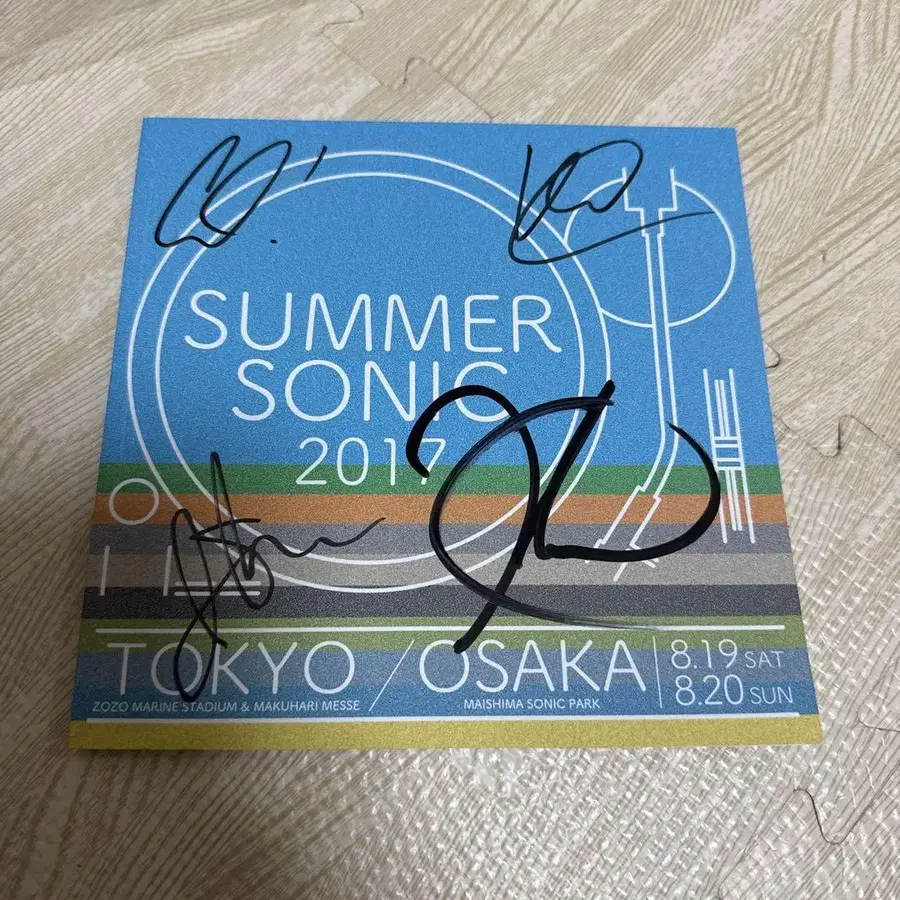 SUMMER
SONIC
2017
TOKYO / OSAKA
8.19 SAT
8.20 SUN
ZOZO MARINE STADIUM & MAKUHARI MESSE
MAISHIMA SONIC PARK